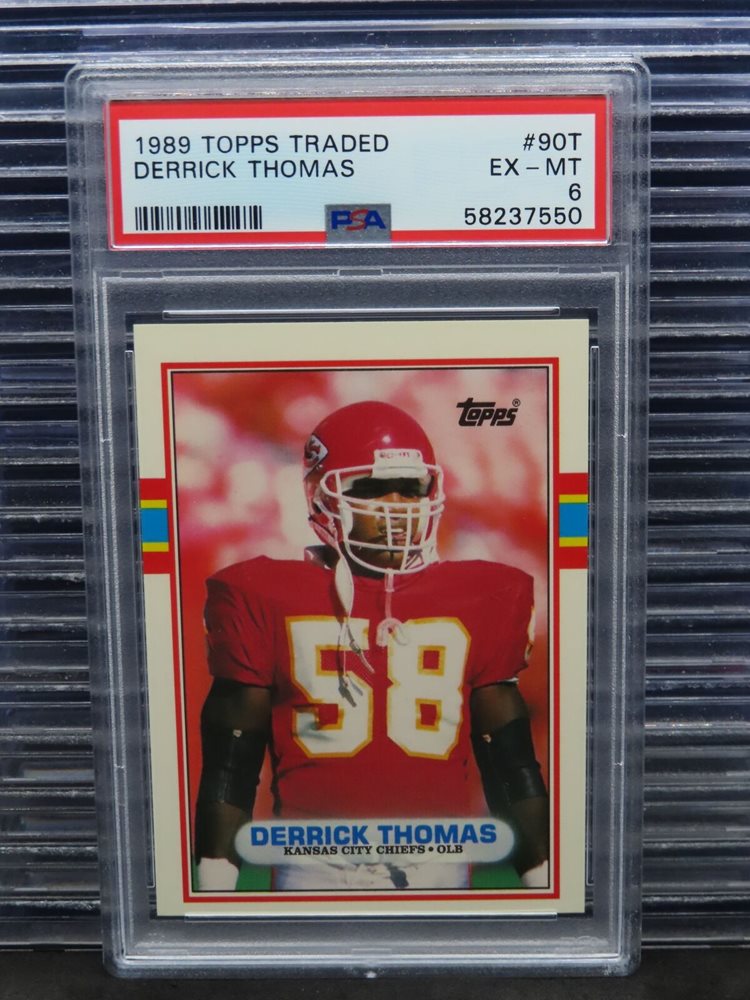 1989 TOPPS TRADED #90T
DERRICK THOMAS EX - MT
6
PSA 58237550
Topps®
58
DERRICK THOMAS
KANSAS CITY CHIEFS • OLB